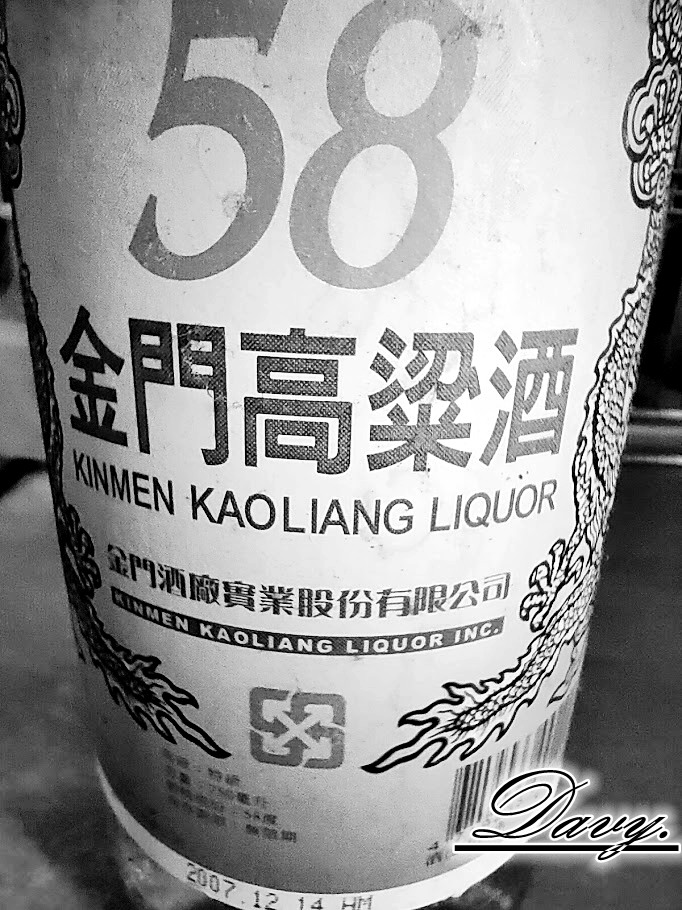 58
金門高粱酒
KINMEN KAOLIANG LIQUOR
金門酒廠實業股份有限公司
KINMEN KAOLIANG LIQUOR INC.
2007.12.14 HM
Davy.